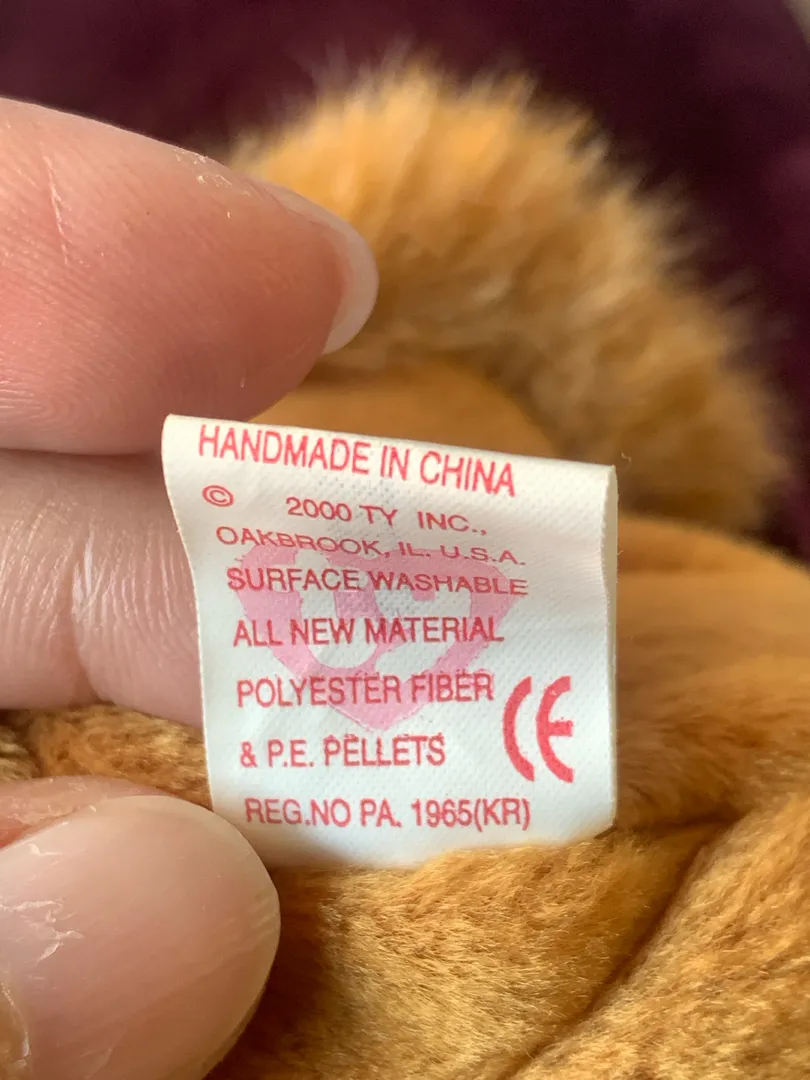 HANDMADE IN CHINA
© 2000 TY INC.,
OAKBROOK, IL. U.S.A.
SURFACE WASHABLE
ALL NEW MATERIAL
POLYESTER FIBER
& P.E. PELLETS
CE
REG.NO PA. 1965(KR)